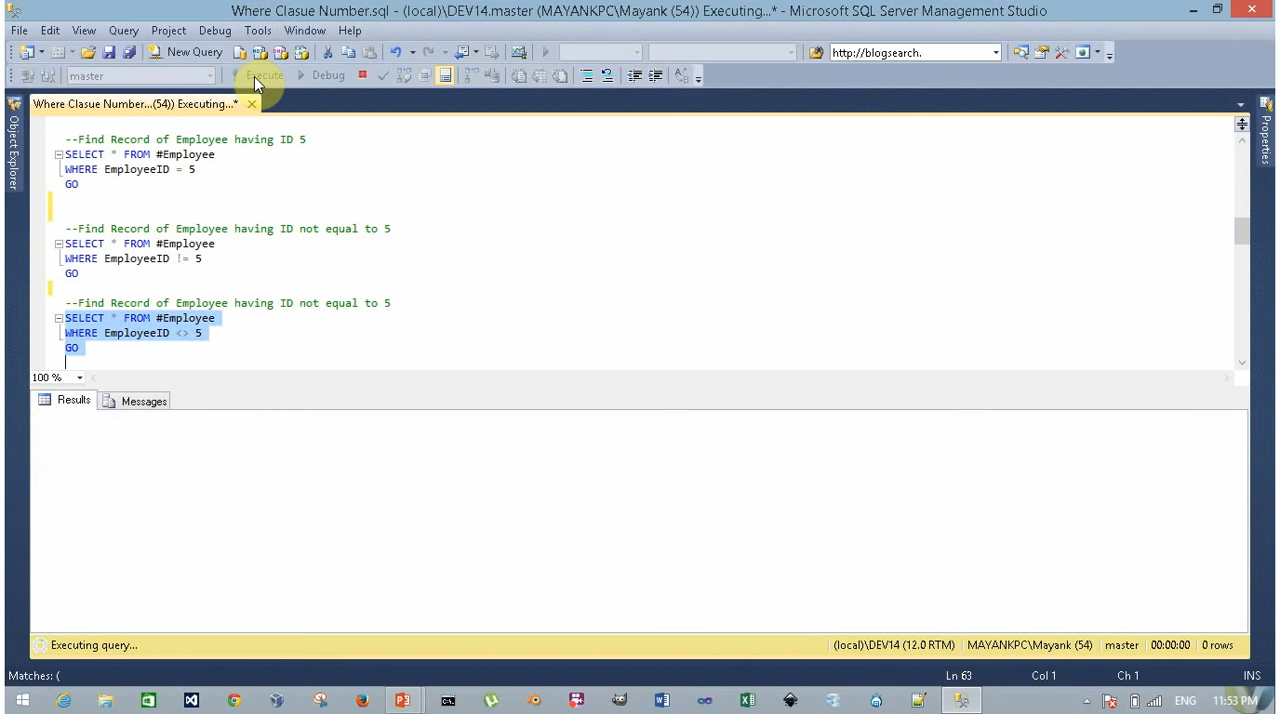 Where Clasue Number.sql - (local)\DEV14.master (MAYANKPC\Mayank (54)) Executing...* - Microsoft SQL Server Management Studio
File Edit View Query Project Debug Tools Window Help
New Query http://blogsearch.
master Execute Debug
Where Clasue Number...(54)) Executing...*
Object Explorer
Properties
--Find Record of Employee having ID 5
SELECT * FROM #Employee
WHERE EmployeeID = 5
GO
--Find Record of Employee having ID not equal to 5
SELECT * FROM #Employee
WHERE EmployeeID != 5
GO
--Find Record of Employee having ID not equal to 5
SELECT * FROM #Employee
WHERE EmployeeID <> 5
GO
100 %
Results Messages
Executing query... (local)\DEV14 (12.0 RTM) MAYANKPC\Mayank (54) master 00:00:00 0 rows
Matches: ( Ln 63 Col 1 Ch 1 INS
ENG 11:53 PM